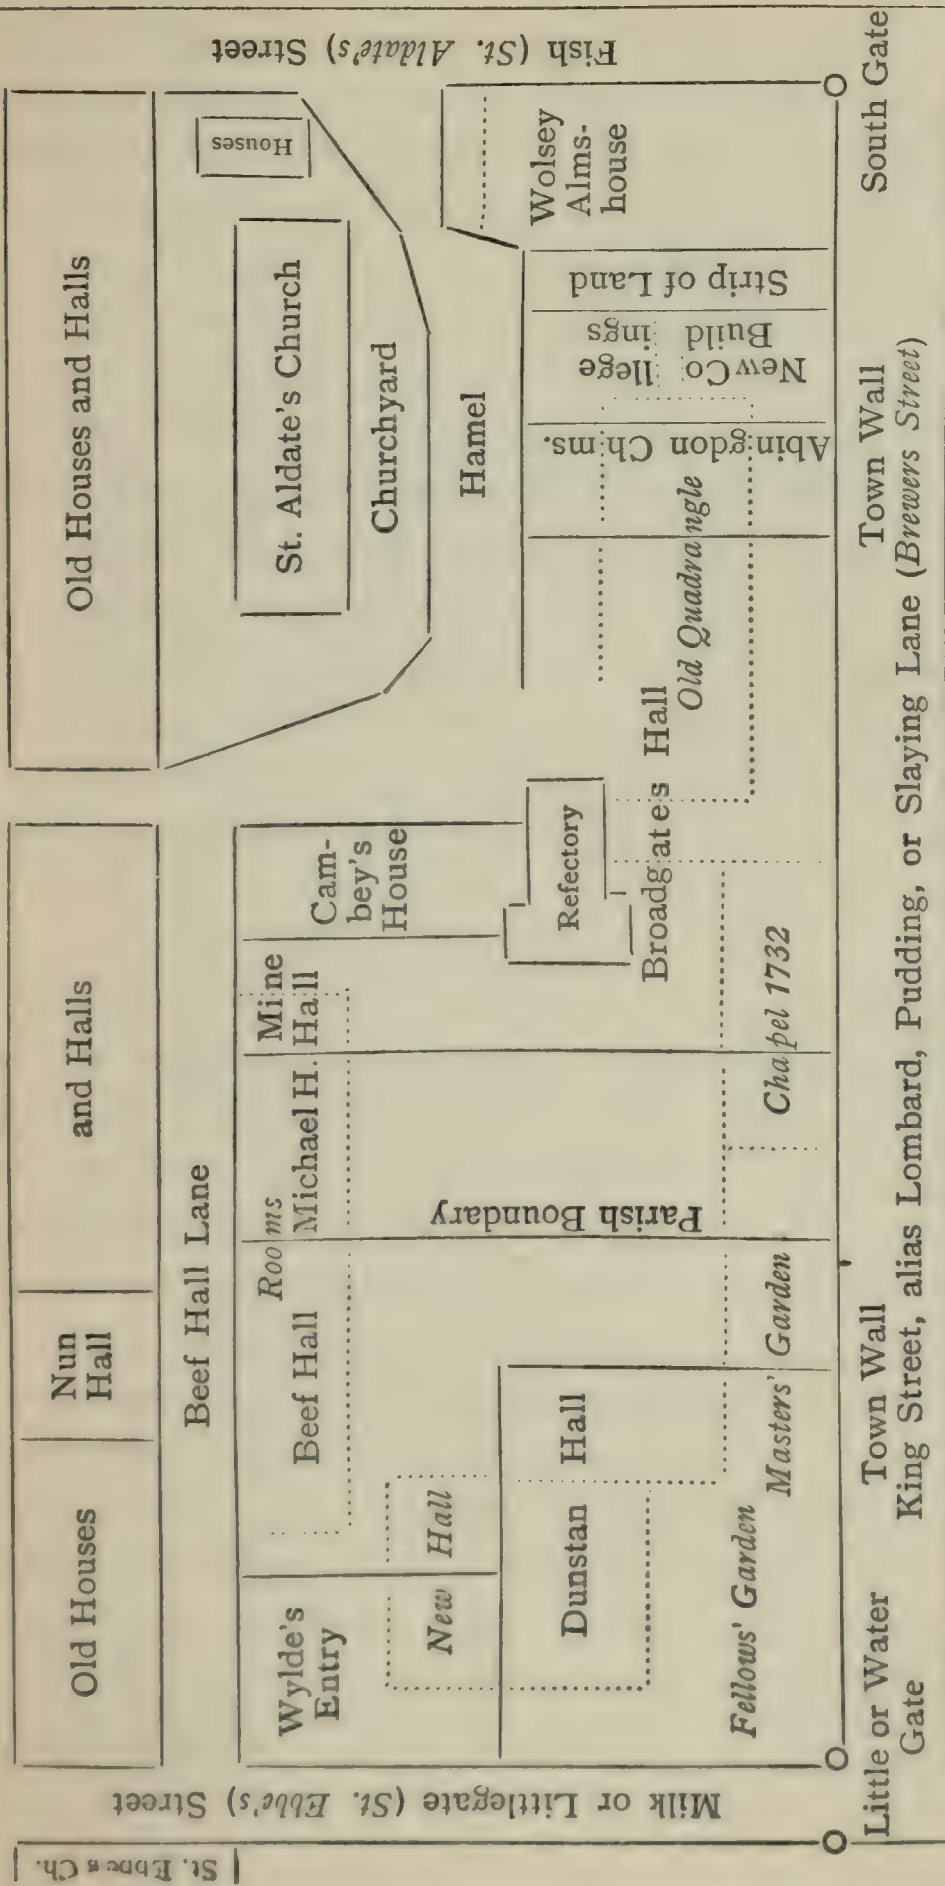 St. Ebbe's Ch.
Milk or Littlegate (St. Ebbe's) Street
Old Houses
Nun
Hall
and Halls
Old Houses and Halls
Fish (St. Aldate's) Street
Beef Hall Lane
Wylde's
Entry
Beef Hall
Rooms
Michael H.
Mine
Hall
Cam-
bey's
House
St. Aldate's Church
Houses
Churchyard
New Hall
Hamel
Parish Boundary
Refectory
Dunstan Hall
Broadgates Hall
Old Quadrangle
Abingdon Chms.
New College
Build
ings
Strip of Land
Wolsey
Alms-
house
Fellows' Garden
Masters' Garden
Chapel 1732
Little or Water
Gate
Town Wall
Town Wall
South Gate
King Street, alias Lombard, Pudding, or Slaying Lane (Brewers Street)